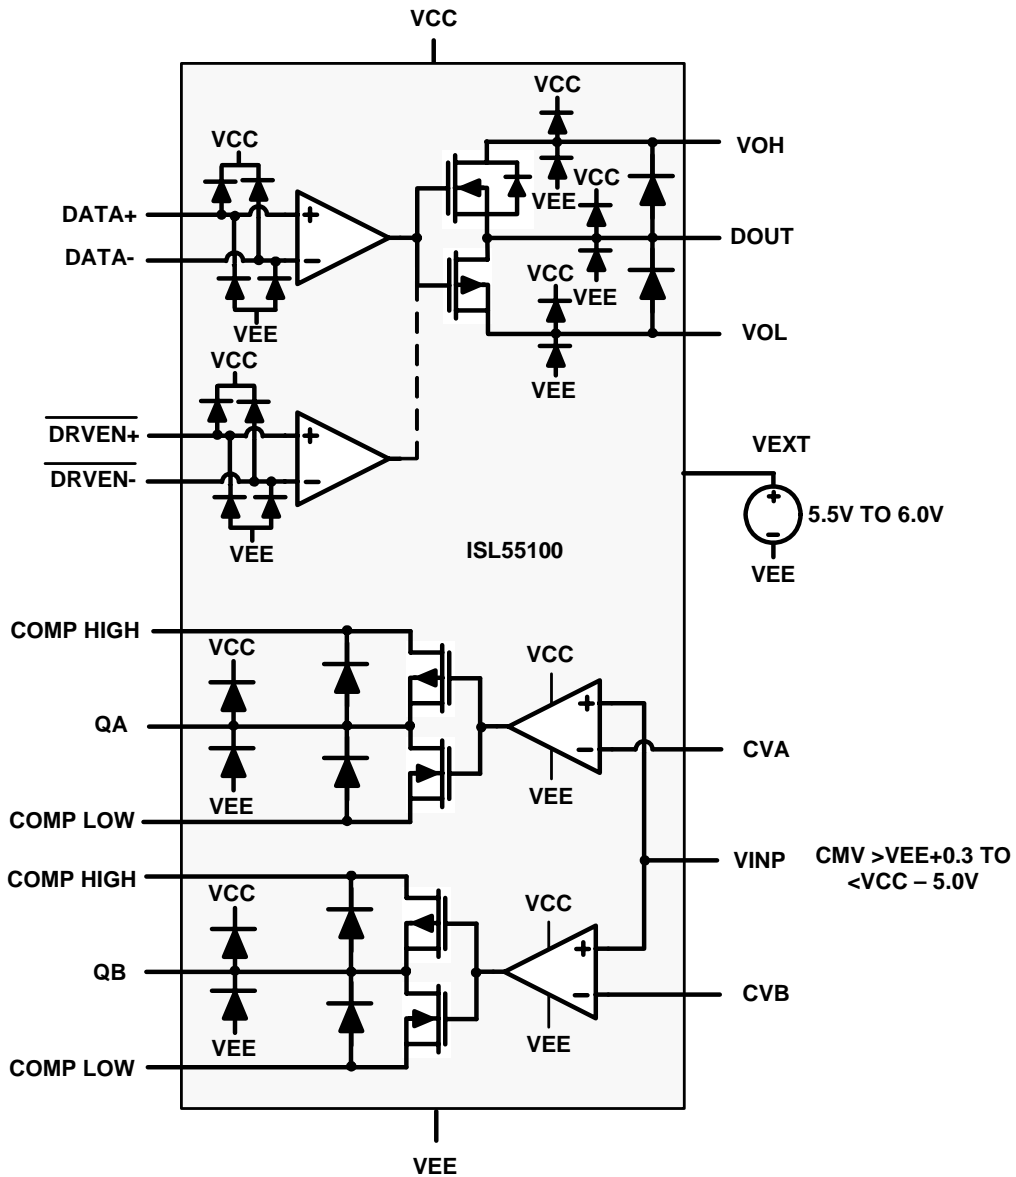 VCC
VCC
VOH
VCC
DATA+
VEE
VCC
DOUT
DATA-
VCC
VEE
VEE
VOL
VCC
VEE
DRVEN+
VEXT
DRVEN-
+
-
+
-
+
–
5.5V TO 6.0V
VEE
ISL55100
VEE
COMP HIGH
VCC
VCC
+
QA
–
CVA
VEE
VEE
COMP LOW
VINP
CMV >VEE+0.3 TO
<VCC – 5.0V
COMP HIGH
VCC
VCC
+
QB
–
CVB
VEE
VEE
COMP LOW
VEE